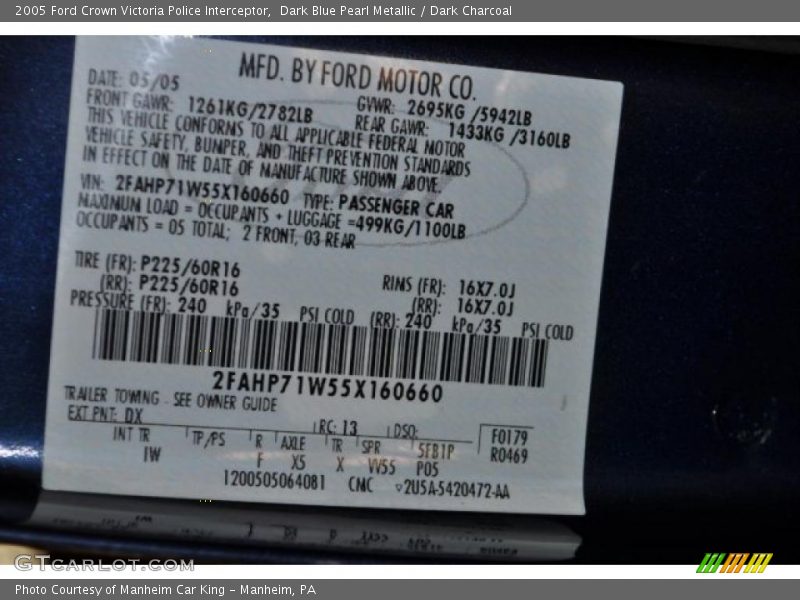 2005 Ford Crown Victoria Police Interceptor,  Dark Blue Pearl Metallic / Dark Charcoal
MFD. BY FORD MOTOR CO.
DATE: 05/05
GVWR: 2695KG /5942LB
FRONT GAWR: 1261KG/2782LB
REAR GAWR: 1433KG /3160LB
THIS VEHICLE CONFORMS TO ALL APPLICABLE FEDERAL MOTOR
VEHICLE SAFETY, BUMPER, AND THEFT PREVENTION STANDARDS
IN EFFECT ON THE DATE OF MANUFACTURE SHOWN ABOVE.
VIN: 2FAHP71W55X160660 TYPE: PASSENGER CAR
MAXIMUM LOAD = OCCUPANTS + LUGGAGE =499KG/1100LB
OCCUPANTS = 05 TOTAL; 2 FRONT, 03 REAR
TIRE (FR): P225/60R16 RIMS (FR): 16X7.0J
(RR): P225/60R16 (RR): 16X7.0J
PRESSURE (FR): 240 kPa/35 PSI COLD (RR): 240 kPa/35 PSI COLD
2FAHP71W55X160660
TRAILER TOWING - SEE OWNER GUIDE
EXT PNT: DX RC: 13 DSO: F0179
INT TR TP/PS R AXLE TR SPR 5FB1P R0469
IW F X5 X W55 P05
1200505064081 CMC ▽2U5A-5420472-AA
GTCARLOT.COM
Photo Courtesy of Manheim Car King – Manheim, PA